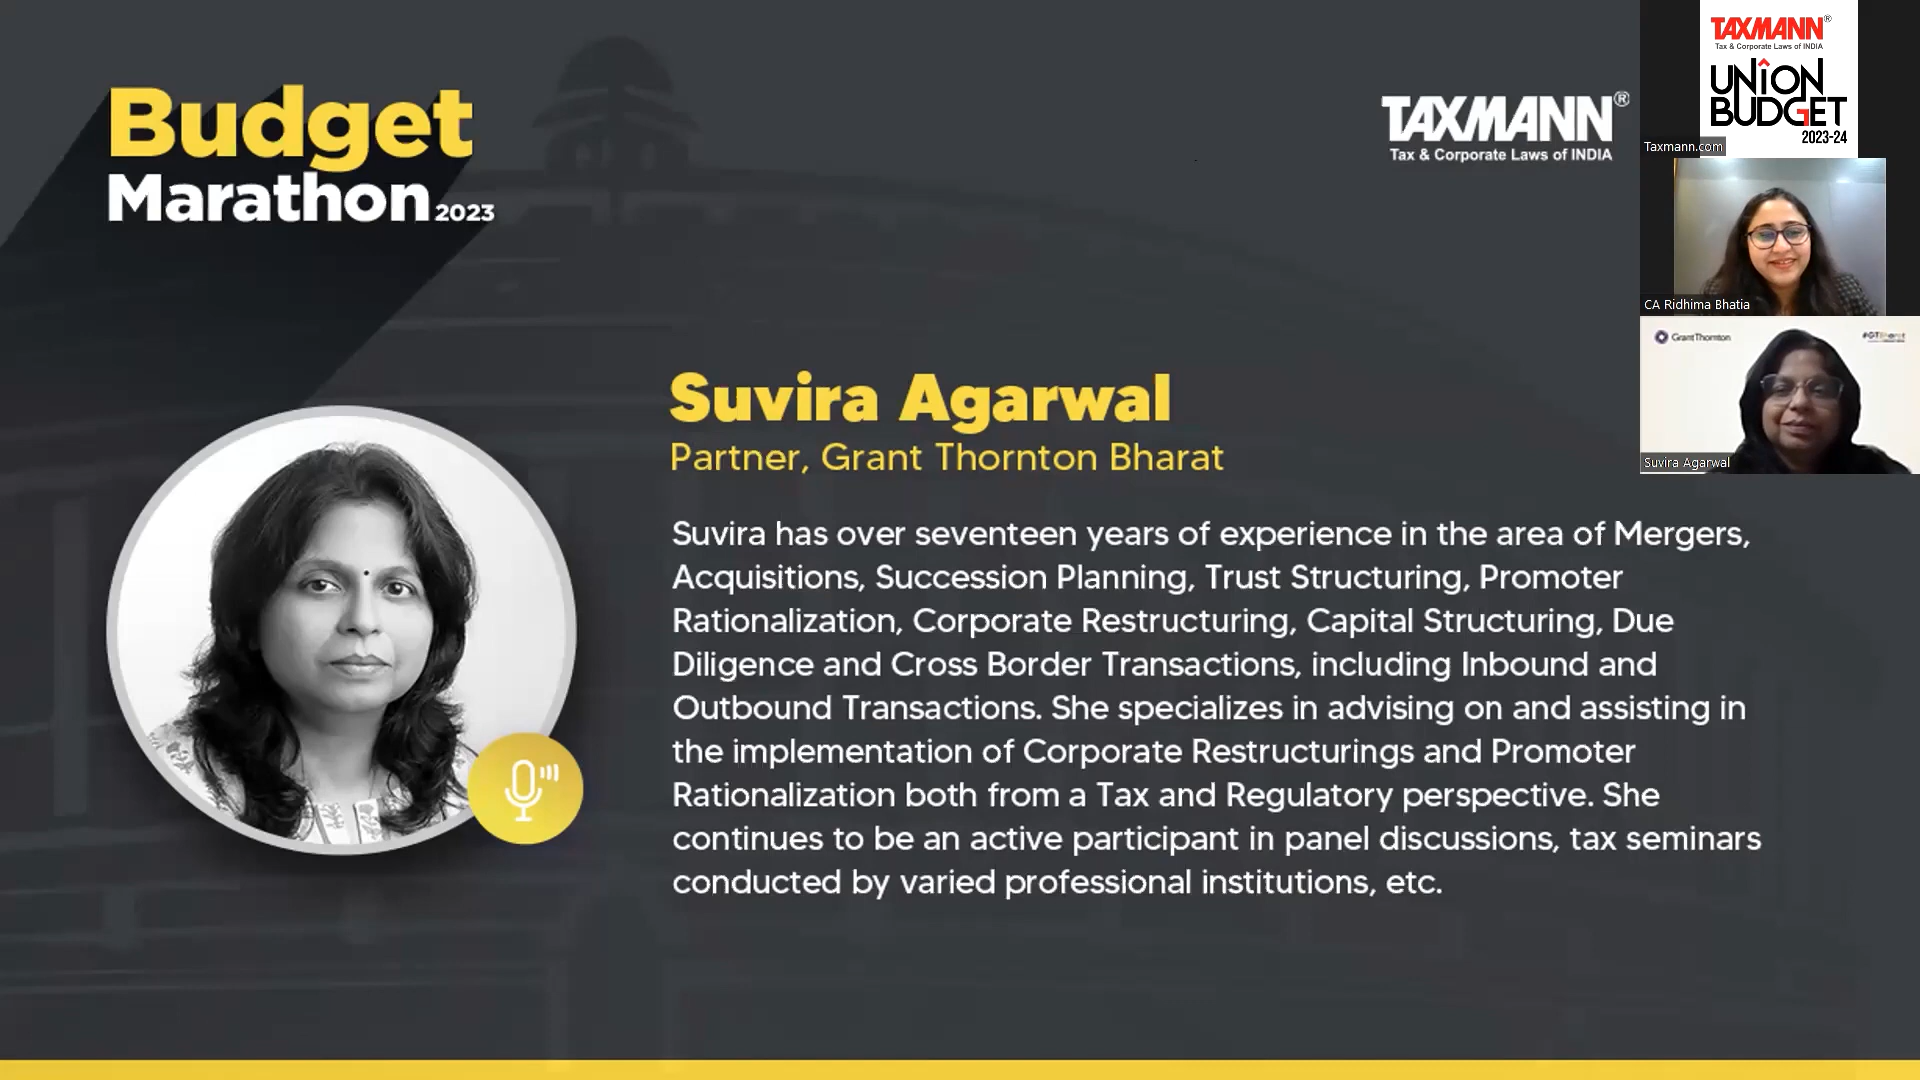 Budget
Marathon 2023
TAXMANN®
Tax & Corporate Laws of INDIA
Suvira Agarwal
Partner, Grant Thornton Bharat
Suvira has over seventeen years of experience in the area of Mergers,
Acquisitions, Succession Planning, Trust Structuring, Promoter
Rationalization, Corporate Restructuring, Capital Structuring, Due
Diligence and Cross Border Transactions, including Inbound and
Outbound Transactions. She specializes in advising on and assisting in
the implementation of Corporate Restructurings and Promoter
Rationalization both from a Tax and Regulatory perspective. She
continues to be an active participant in panel discussions, tax seminars
conducted by varied professional institutions, etc.
TAXMANN®
Tax & Corporate Laws of INDIA
UNION
BUDGET
2023-24
Taxmann.com
CA Ridhima Bhatia
GrantThornton
#GTBharat
Suvira Agarwal